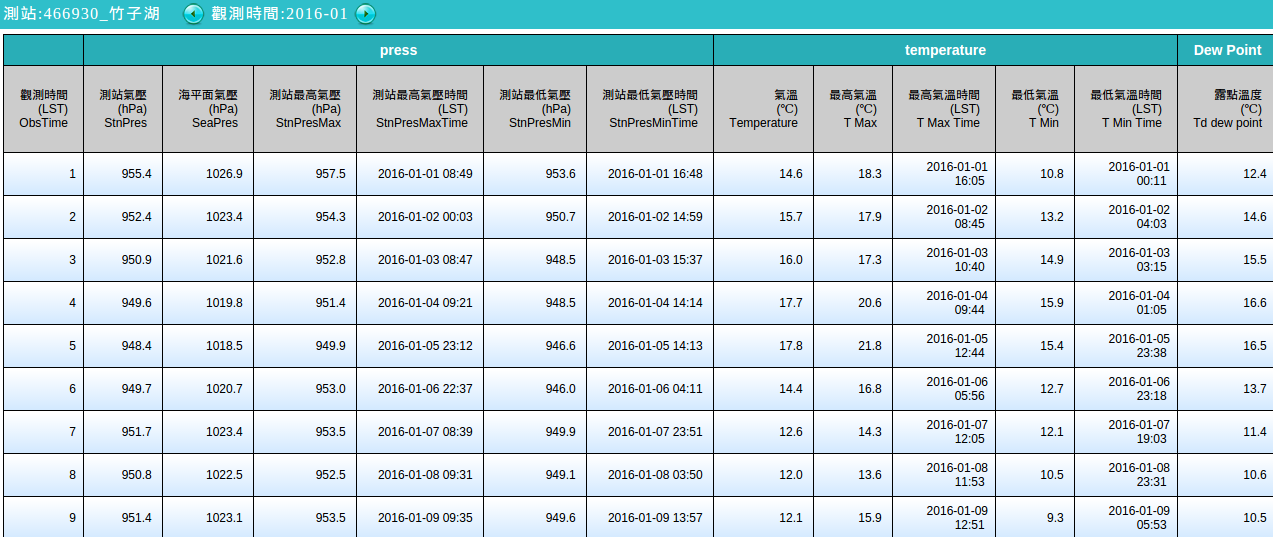 測站:466930_竹子湖 觀測時間:2016-01
press temperature Dew Point
觀測時間 (LST) ObsTime 測站氣壓 (hPa) StnPres 海平面氣壓 (hPa) SeaPres 測站最高氣壓 (hPa) StnPresMax 測站最高氣壓時間 (LST) StnPresMaxTime 測站最低氣壓 (hPa) StnPresMin 測站最低氣壓時間 (LST) StnPresMinTime 氣溫 (℃) Temperature 最高氣溫 (℃) T Max 最高氣溫時間 (LST) T Max Time 最低氣溫 (℃) T Min 最低氣溫時間 (LST) T Min Time 露點溫度 (℃) Td dew point
1 955.4 1026.9 957.5 2016-01-01 08:49 953.6 2016-01-01 16:48 14.6 18.3 2016-01-01 16:05 10.8 2016-01-01 00:11 12.4
2 952.4 1023.4 954.3 2016-01-02 00:03 950.7 2016-01-02 14:59 15.7 17.9 2016-01-02 08:45 13.2 2016-01-02 04:03 14.6
3 950.9 1021.6 952.8 2016-01-03 08:47 948.5 2016-01-03 15:37 16.0 17.3 2016-01-03 10:40 14.9 2016-01-03 03:15 15.5
4 949.6 1019.8 951.4 2016-01-04 09:21 948.5 2016-01-04 14:14 17.7 20.6 2016-01-04 09:44 15.9 2016-01-04 01:05 16.6
5 948.4 1018.5 949.9 2016-01-05 23:12 946.6 2016-01-05 14:13 17.8 21.8 2016-01-05 12:44 15.4 2016-01-05 23:38 16.5
6 949.7 1020.7 953.0 2016-01-06 22:37 946.0 2016-01-06 04:11 14.4 16.8 2016-01-06 05:56 12.7 2016-01-06 23:18 13.7
7 951.7 1023.4 953.5 2016-01-07 08:39 949.9 2016-01-07 23:51 12.6 14.3 2016-01-07 12:05 12.1 2016-01-07 19:03 11.4
8 950.8 1022.5 952.5 2016-01-08 09:31 949.1 2016-01-08 03:50 12.0 13.6 2016-01-08 11:53 10.5 2016-01-08 23:31 10.6
9 951.4 1023.1 953.5 2016-01-09 09:35 949.6 2016-01-09 13:57 12.1 15.9 2016-01-09 12:51 9.3 2016-01-09 05:53 10.5